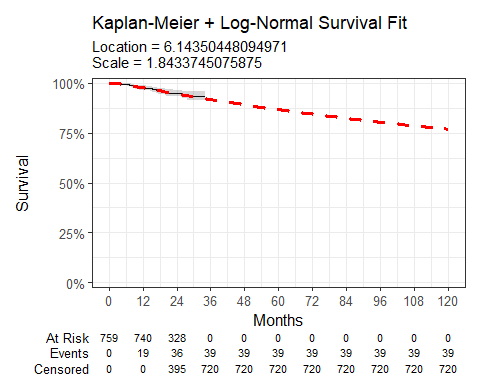 Kaplan-Meier + Log-Normal Survival Fit
Location = 6.14350448094971
Scale = 1.8433745075875
100%
75%
50%
25%
0%
Survival
0 12 24 36 48 60 72 84 96 108 120
Months
At Risk 759 740 328 0 0 0 0 0 0 0 0
Events 0 19 36 39 39 39 39 39 39 39 39
Censored 0 0 395 720 720 720 720 720 720 720 720